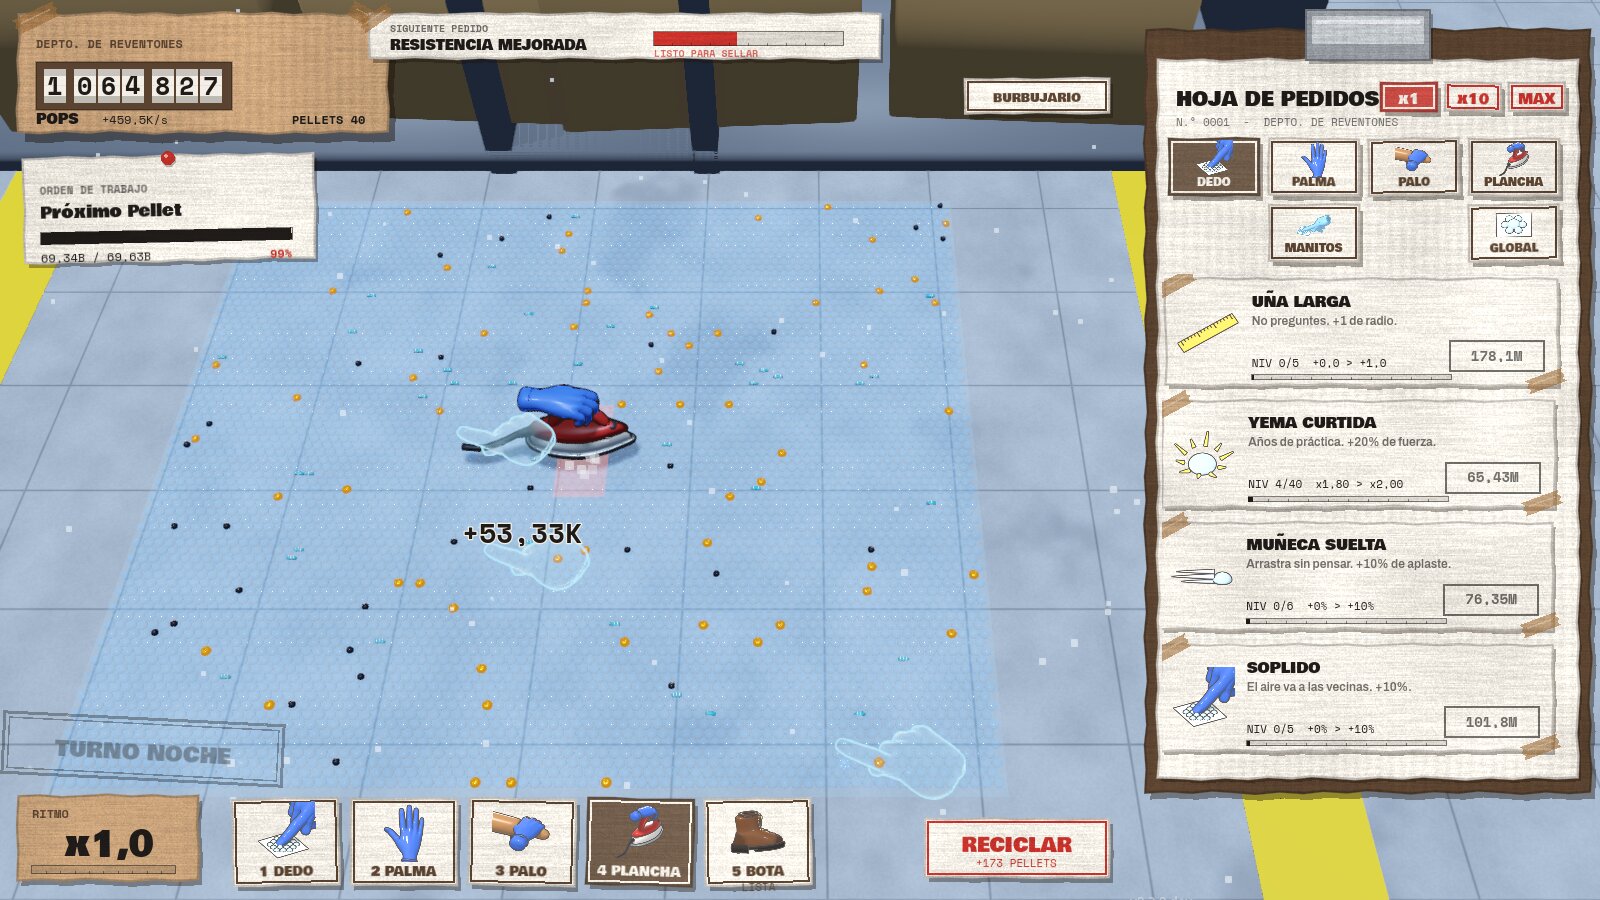 DEPTO. DE REVENTONES
1 064 827
POPS +459.5K/s PELLETS 40
SIGUIENTE PEDIDO
RESISTENCIA MEJORADA
LISTO PARA SELLAR
BURBUJARIO
ORDEN DE TRABAJO
Próximo Pellet
69.34B / 69.63B 99%
+53,33K
TURNO NOCHE
RITMO
x1,0
1 DEDO
2 PALMA
3 PALO
4 PLANCHA
5 BOTA
LISTA
RECICLAR
+173 PELLETS
HOJA DE PEDIDOS x1 x10 MAX
N.° 0001 - DEPTO. DE REVENTONES
DEDO
PALMA
PALO
PLANCHA
MANITOS
GLOBAL
UÑA LARGA
No preguntes. +1 de radio.
NIV 0/5 +0,0 > +1,0
178,1M
YEMA CURTIDA
Años de práctica. +20% de fuerza.
NIV 4/40 x1,80 > x2,00
65,43M
MUÑECA SUELTA
Arrastra sin pensar. +10% de aplaste.
NIV 0/6 +0% > +10%
76,35M
SOPLIDO
El aire va a las vecinas. +10%.
NIV 0/5 +0% > +10%
101,8M